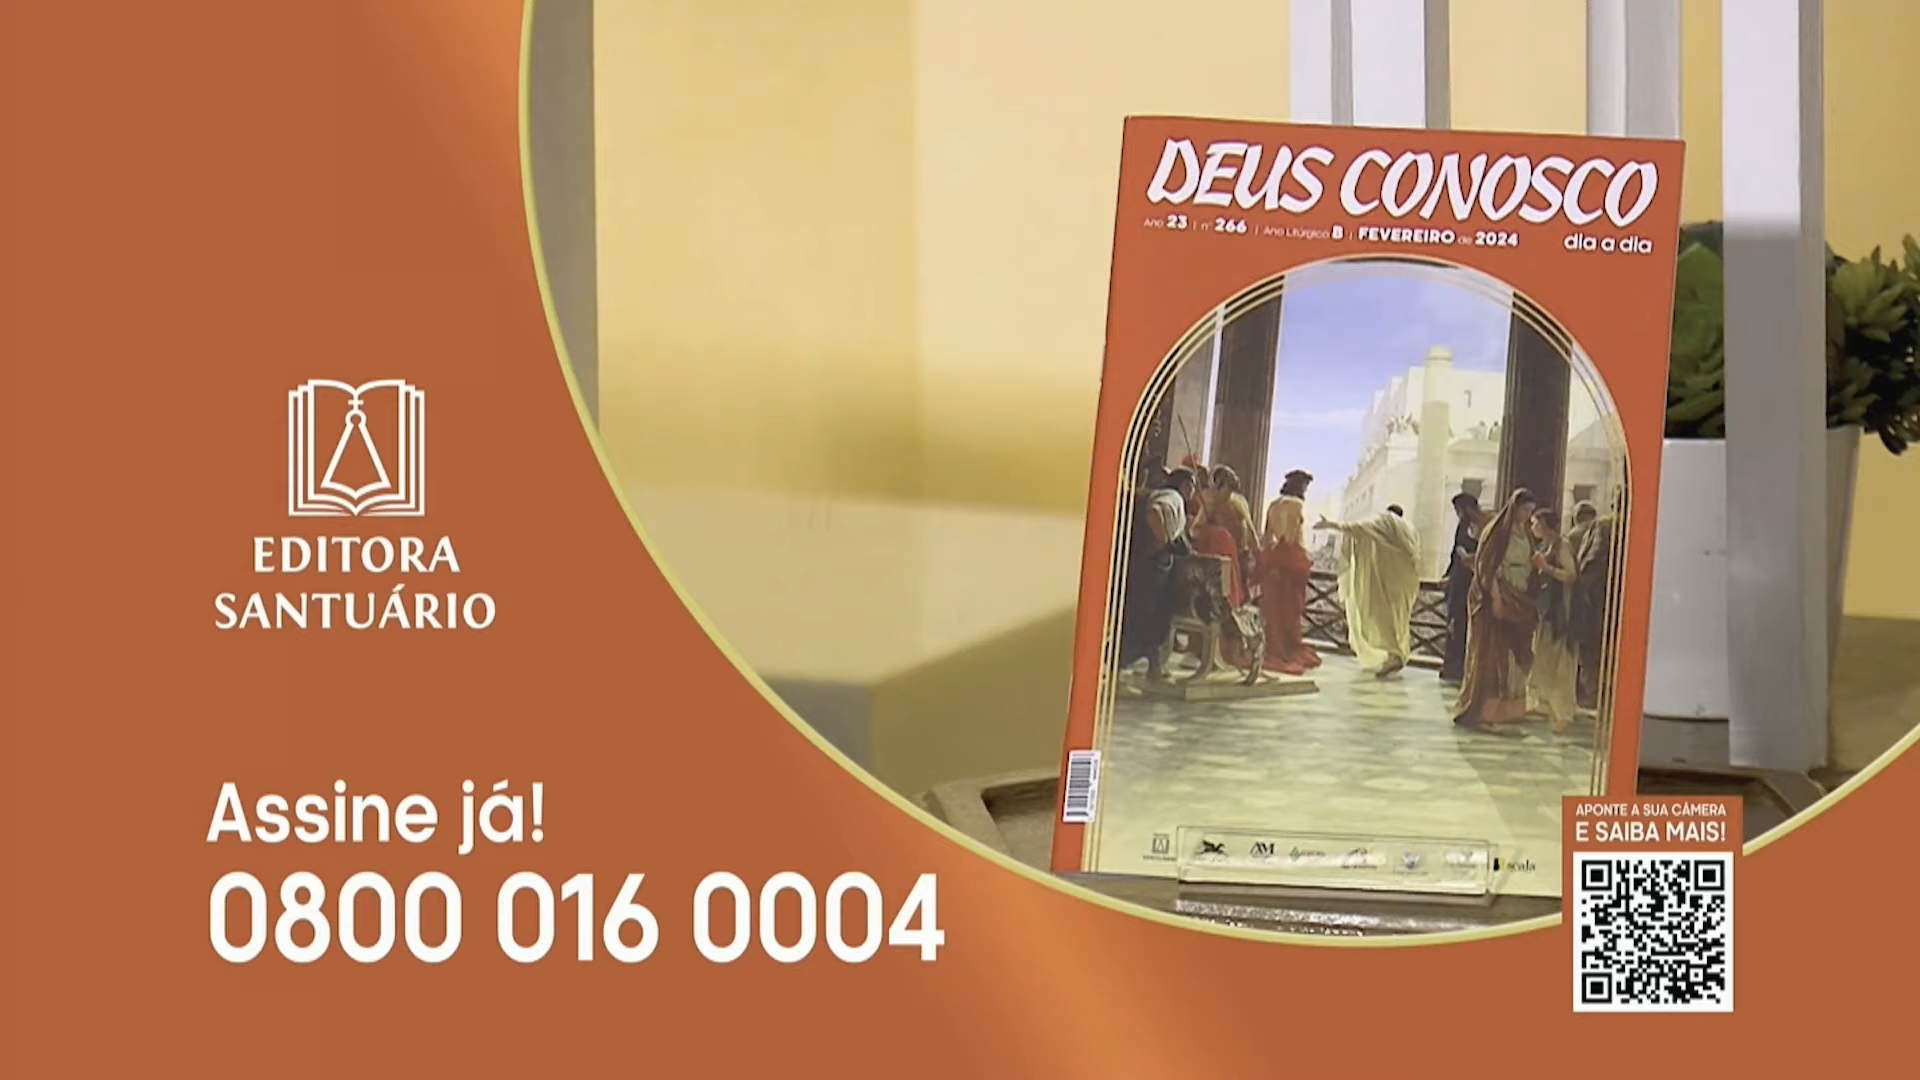 DEUS CONOSCO
Ano 23 | nº 266 | Ano Litúrgico B | FEVEREIRO de 2024
dia a dia
EDITORA
SANTUÁRIO
Assine já!
0800 016 0004
APONTE A SUA CÂMERA
E SAIBA MAIS!